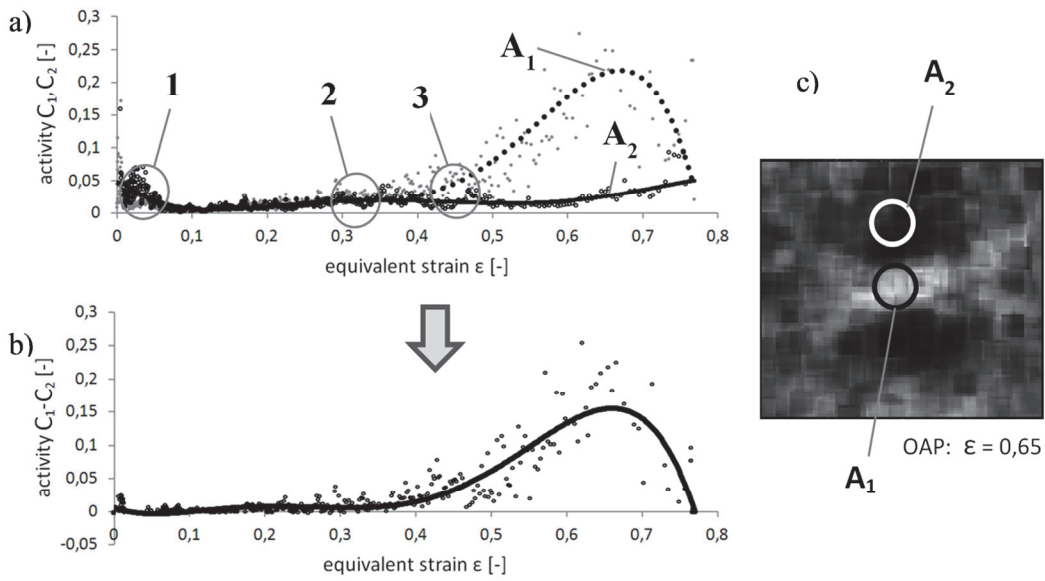 a)
activity C₁, C₂ [-]
0,3
0,25
0,2
0,15
0,1
0,05
0
1
2
3
A₁
A₂
0 0,1 0,2 0,3 0,4 0,5 0,6 0,7 0,8
equivalent strain ε [-]
b)
activity C₁-C₂ [-]
0,3
0,25
0,2
0,15
0,1
0,05
0
-0,05
0 0,1 0,2 0,3 0,4 0,5 0,6 0,7 0,8
equivalent strain ε [-]
c)
A₂
OAP: ε = 0,65
A₁